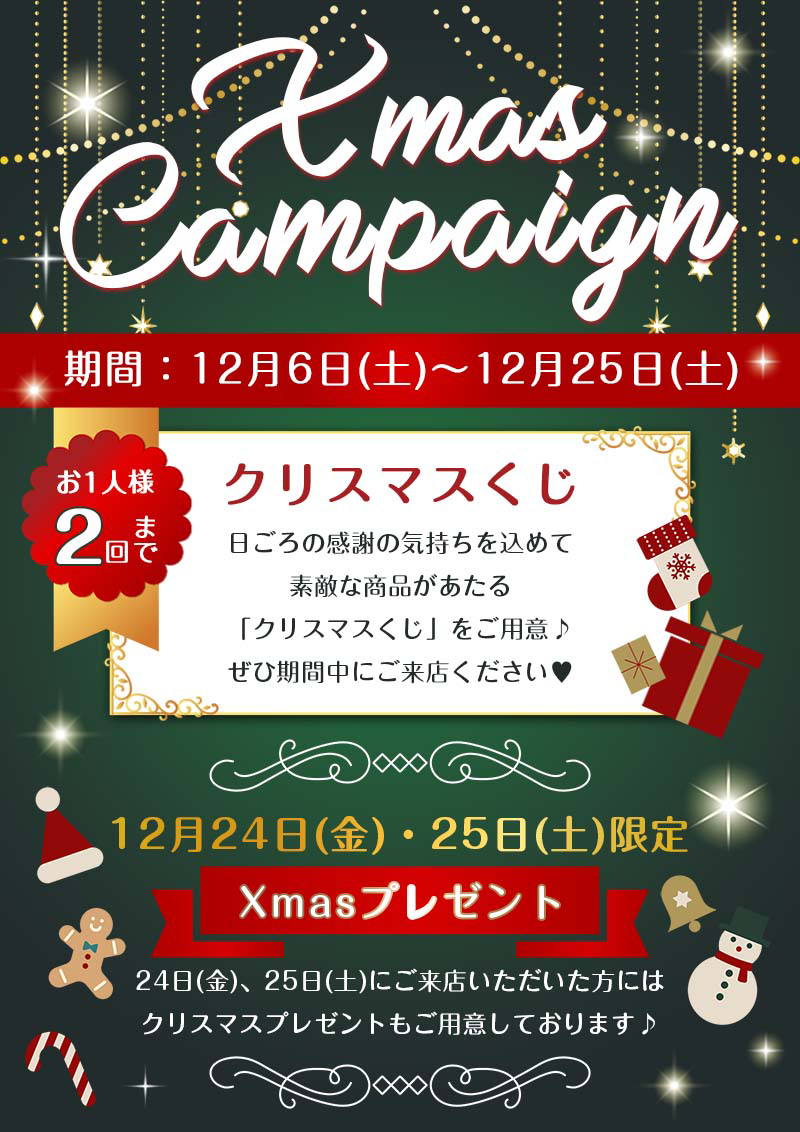 Xmas
Campaign
期間：12月6日(土)～12月25日(土)
お1人様
2回まで
クリスマスくじ
日ごろの感謝の気持ちを込めて
素敵な商品があたる
「クリスマスくじ」をご用意♪
ぜひ期間中にご来店ください♥
12月24日(金)・25日(土)限定
Xmasプレゼント
24日(金)、25日(土)にご来店いただいた方には
クリスマスプレゼントもご用意しております♪